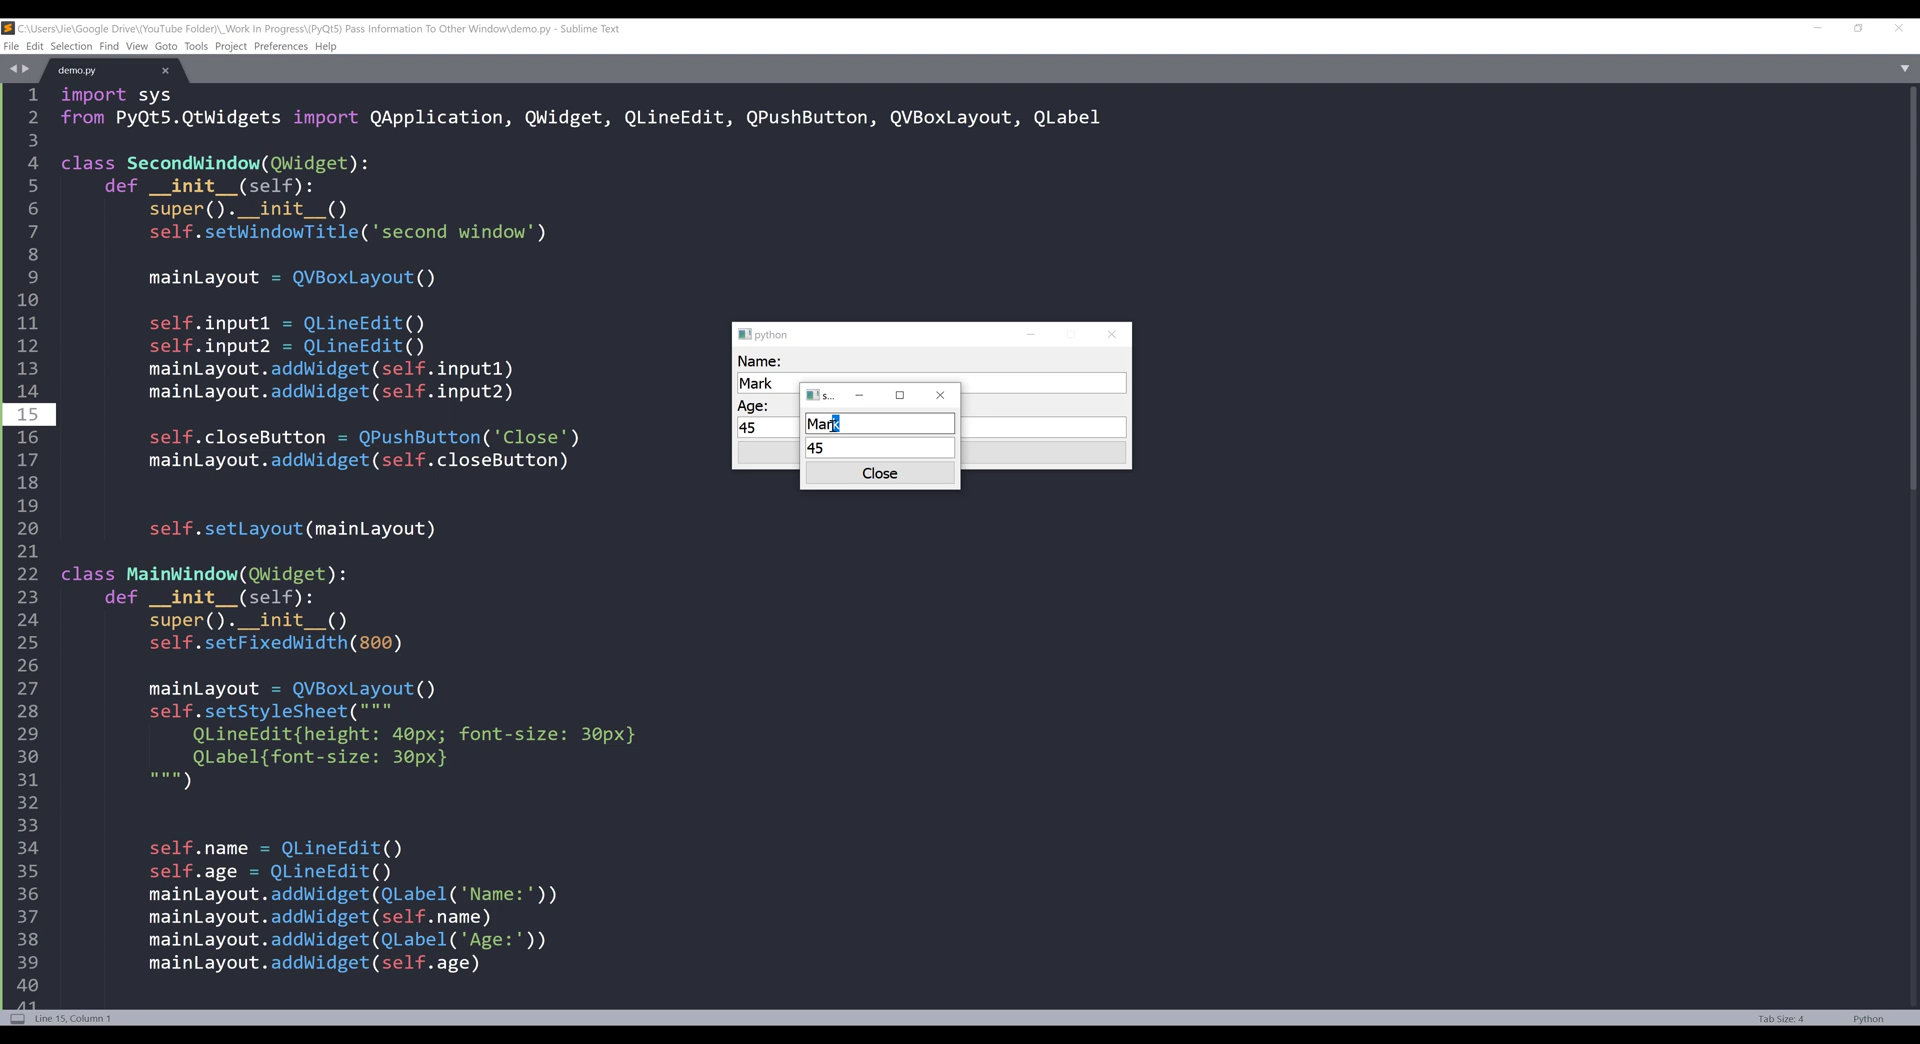 C:\Users\Jie\Google Drive\(YouTube Folder)\_Work In Progress\(PyQt5) Pass Information To Other Window\demo.py - Sublime Text
File Edit Selection Find View Goto Tools Project Preferences Help
demo.py
1 import sys
2 from PyQt5.QtWidgets import QApplication, QWidget, QLineEdit, QPushButton, QVBoxLayout, QLabel
3
4 class SecondWindow(QWidget):
5 def __init__(self):
6 super().__init__()
7 self.setWindowTitle('second window')
8
9 mainLayout = QVBoxLayout()
10
11 self.input1 = QLineEdit()
12 self.input2 = QLineEdit()
13 mainLayout.addWidget(self.input1)
14 mainLayout.addWidget(self.input2)
15
16 self.closeButton = QPushButton('Close')
17 mainLayout.addWidget(self.closeButton)
18
19
20 self.setLayout(mainLayout)
21
22 class MainWindow(QWidget):
23 def __init__(self):
24 super().__init__()
25 self.setFixedWidth(800)
26
27 mainLayout = QVBoxLayout()
28 self.setStyleSheet("""
29 QLineEdit{height: 40px; font-size: 30px}
30 QLabel{font-size: 30px}
31 """)
32
33
34 self.name = QLineEdit()
35 self.age = QLineEdit()
36 mainLayout.addWidget(QLabel('Name:'))
37 mainLayout.addWidget(self.name)
38 mainLayout.addWidget(QLabel('Age:'))
39 mainLayout.addWidget(self.age)
40
41
python
Name:
Mark
Age:
45
s...
Mark
45
Close
Line 15, Column 1
Tab Size: 4
Python